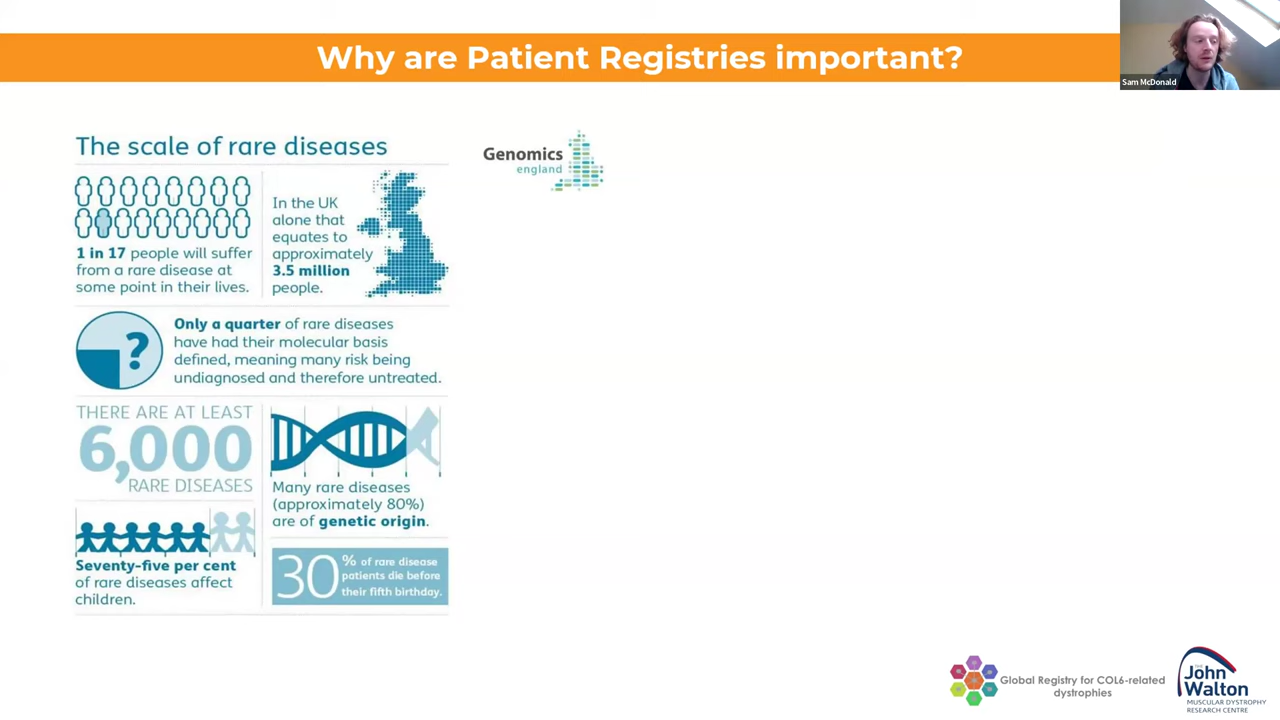 Why are Patient Registries important?
Sam McDonald
The scale of rare diseases
1 in 17 people will suffer
from a rare disease at
some point in their lives.
In the UK
alone that
equates to
approximately
3.5 million
people.
Genomics
england
?
Only a quarter of rare diseases
have had their molecular basis
defined, meaning many risk being
undiagnosed and therefore untreated.
THERE ARE AT LEAST
6,000
RARE DISEASES
Many rare diseases
(approximately 80%)
are of genetic origin.
Seventy-five per cent
of rare diseases affect
children.
30% of rare disease
patients die before
their fifth birthday.
Global Registry for COL6-related
dystrophies
THE
John
Walton
MUSCULAR DYSTROPHY
RESEARCH CENTRE